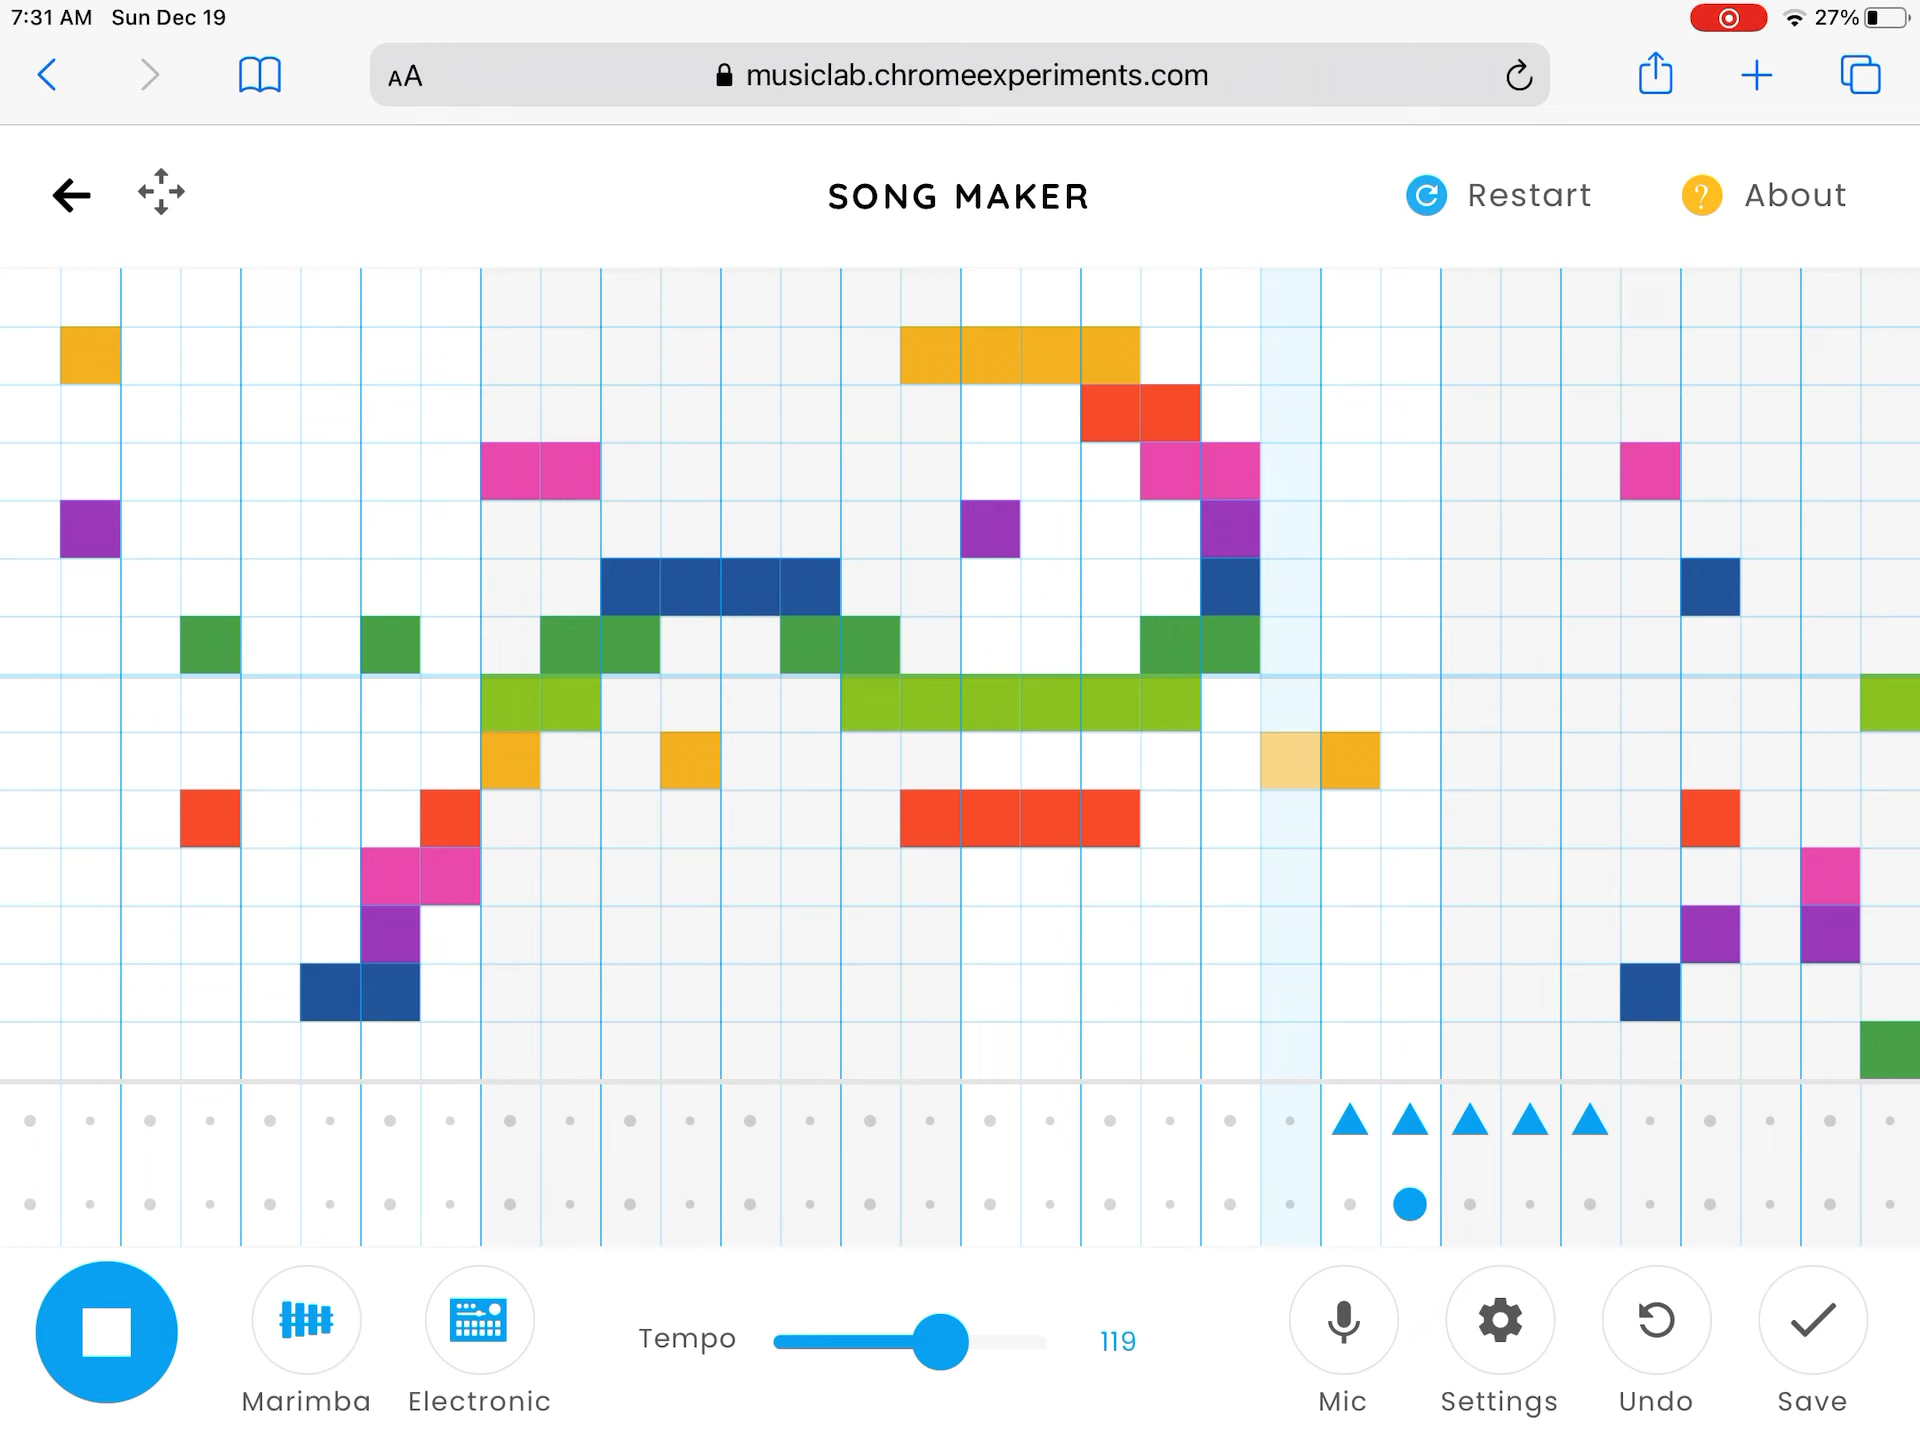 7:31 AM Sun Dec 19
27%
AA musiclab.chromeexperiments.com
SONG MAKER
Restart
? About
Tempo 119
Marimba Electronic
Mic Settings Undo Save